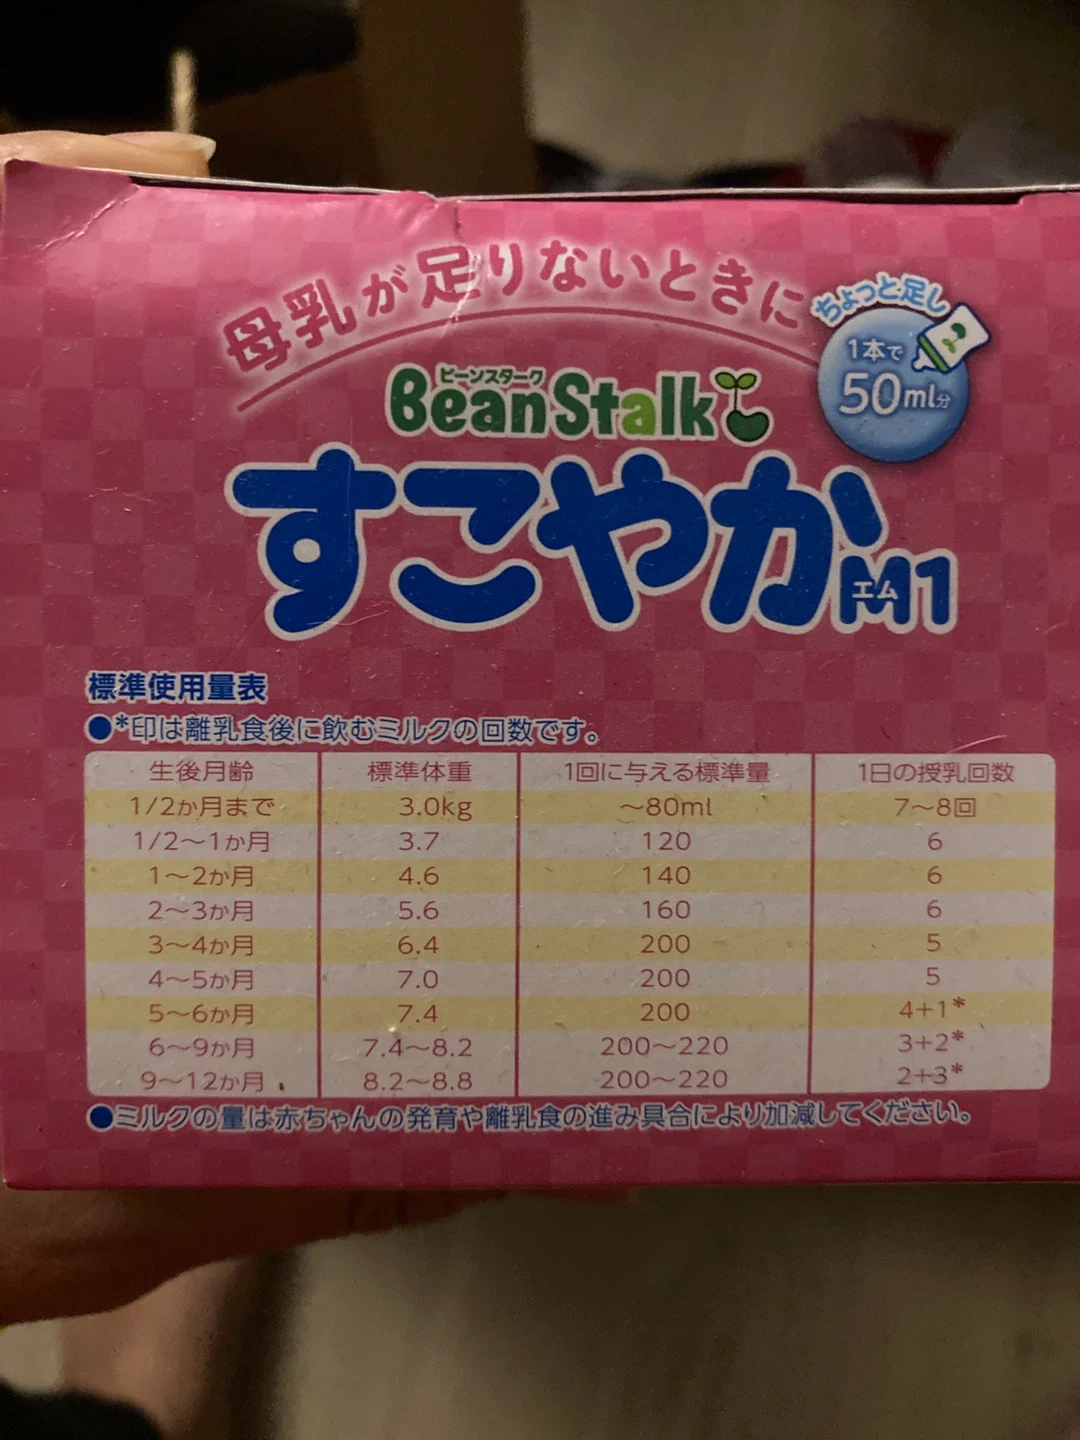 母乳が足りないときに
ちょっと足し
1本で
50ml分
ビーンスターク
BeanStalk
すこやかM1
エム
標準使用量表
●*印は離乳食後に飲むミルクの回数です。
生後月齢 標準体重 1回に与える標準量 1日の授乳回数
1/2か月まで 3.0kg ～80ml 7～8回
1/2～1か月 3.7 120 6
1～2か月 4.6 140 6
2～3か月 5.6 160 6
3～4か月 6.4 200 5
4～5か月 7.0 200 5
5～6か月 7.4 200 4+1*
6～9か月 7.4～8.2 200～220 3+2*
9～12か月 8.2～8.8 200～220 2+3*
●ミルクの量は赤ちゃんの発育や離乳食の進み具合により加減してください。